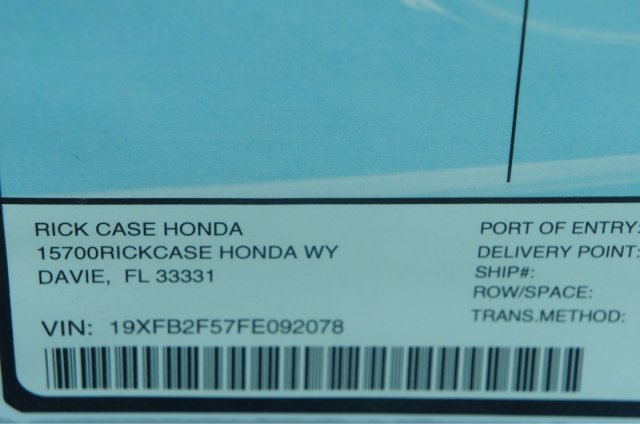 RICK CASE HONDA
15700RICKCASE HONDA WY
DAVIE, FL 33331
VIN: 19XFB2F57FE092078
PORT OF ENTRY:
DELIVERY POINT:
SHIP#:
ROW/SPACE:
TRANS.METHOD: